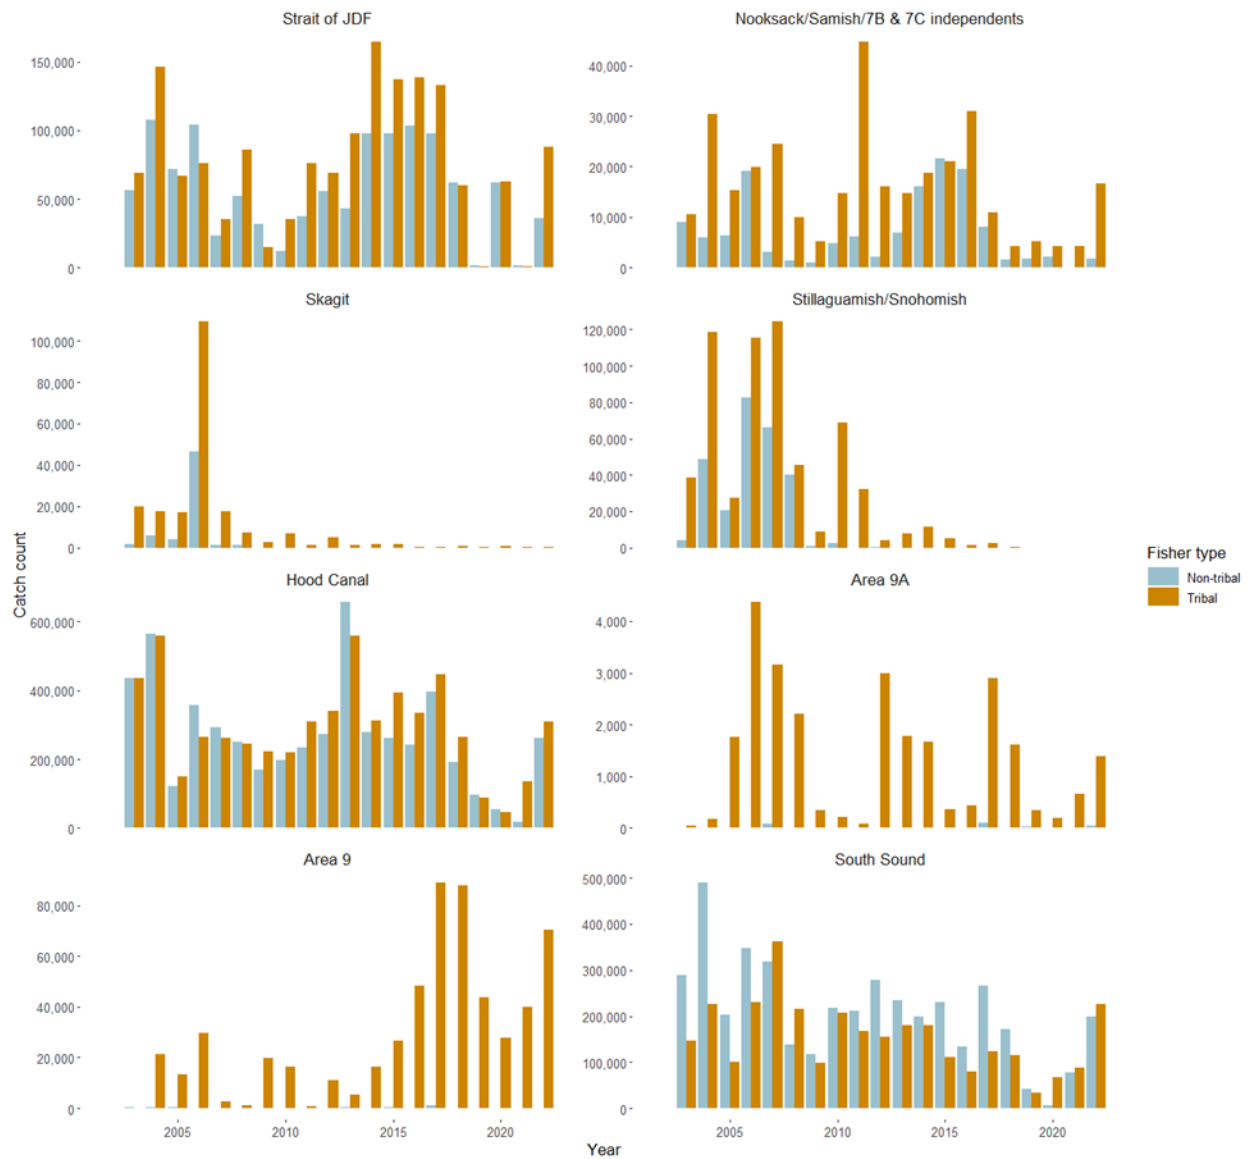 Strait of JDF
Nooksack/Samish/7B & 7C independents
150,000
100,000
50,000
0
40,000
30,000
20,000
10,000
0
Skagit
Stillaguamish/Snohomish
100,000
80,000
60,000
40,000
20,000
0
120,000
100,000
80,000
60,000
40,000
20,000
0
Catch count
Hood Canal
Area 9A
600,000
400,000
200,000
0
4,000
3,000
2,000
1,000
0
Fisher type
Non-tribal
Tribal
Area 9
South Sound
80,000
60,000
40,000
20,000
0
500,000
400,000
300,000
200,000
100,000
0
2005 2010 2015 2020
2005 2010 2015 2020
Year